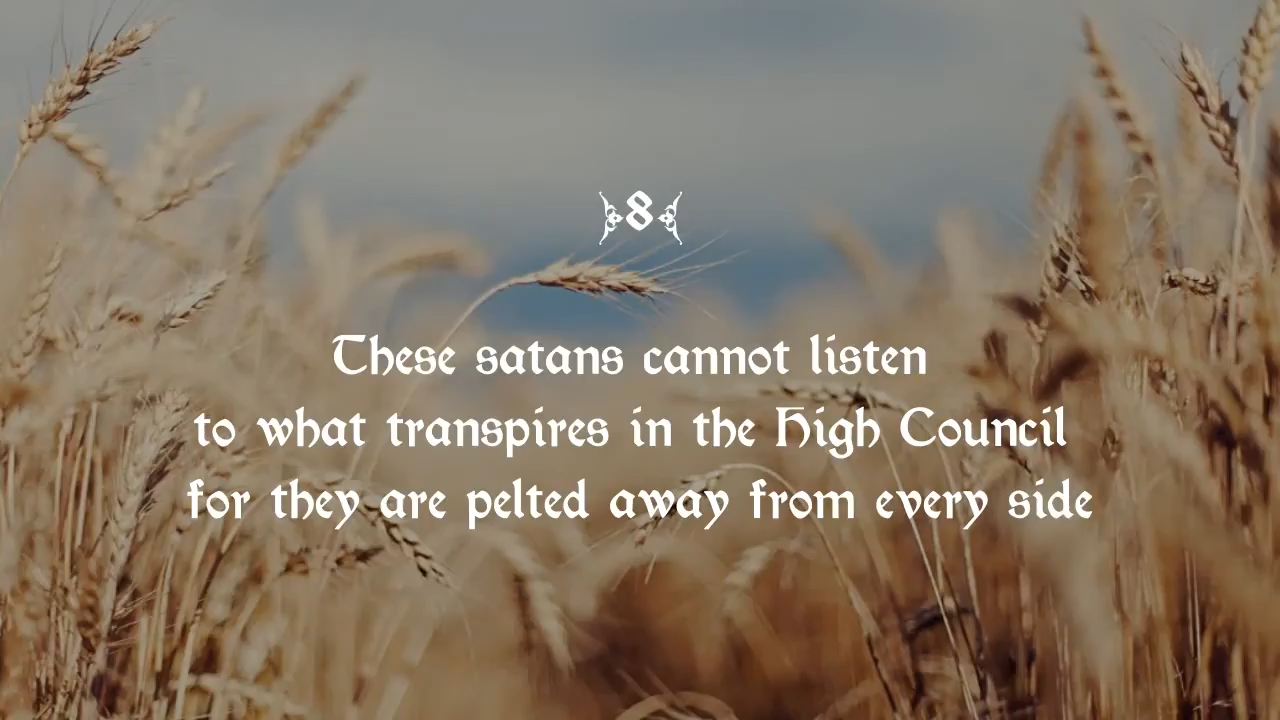 8
These satans cannot listen
to what transpires in the High Council
for they are pelted away from every side